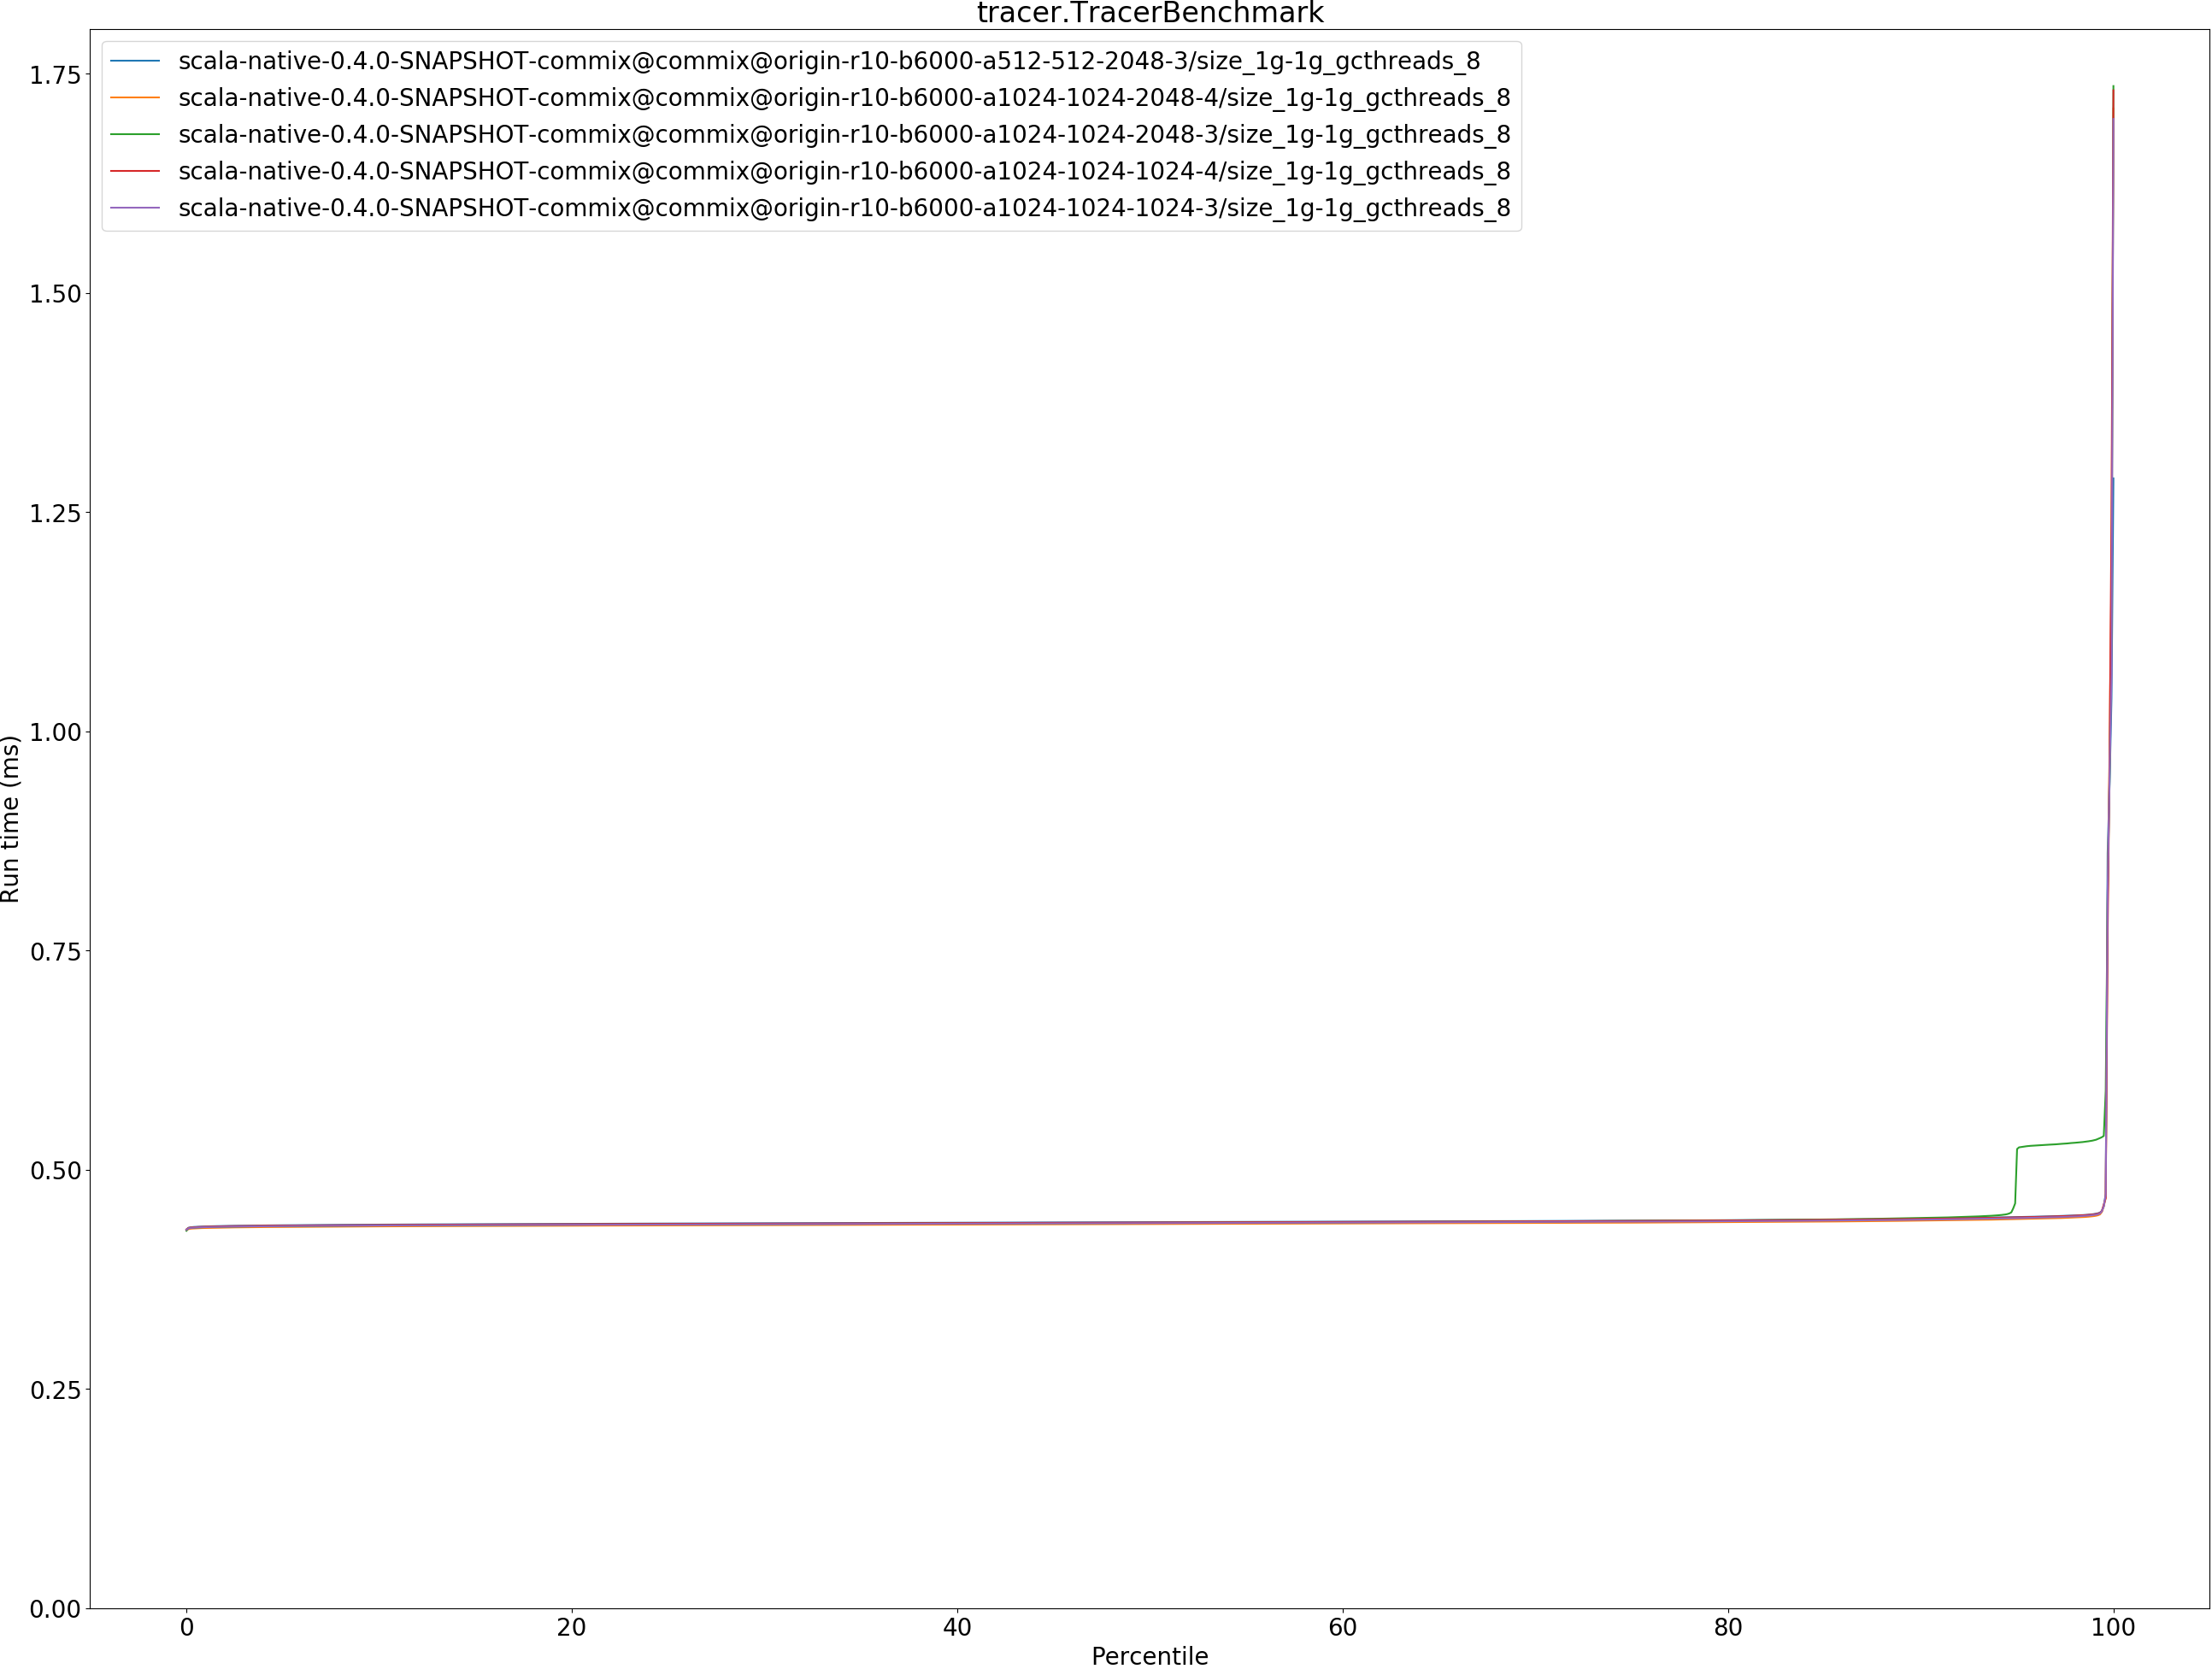 tracer.TracerBenchmark
scala-native-0.4.0-SNAPSHOT-commix@commix@origin-r10-b6000-a512-512-2048-3/size_1g-1g_gcthreads_8
scala-native-0.4.0-SNAPSHOT-commix@commix@origin-r10-b6000-a1024-1024-2048-4/size_1g-1g_gcthreads_8
scala-native-0.4.0-SNAPSHOT-commix@commix@origin-r10-b6000-a1024-1024-2048-3/size_1g-1g_gcthreads_8
scala-native-0.4.0-SNAPSHOT-commix@commix@origin-r10-b6000-a1024-1024-1024-4/size_1g-1g_gcthreads_8
scala-native-0.4.0-SNAPSHOT-commix@commix@origin-r10-b6000-a1024-1024-1024-3/size_1g-1g_gcthreads_8
1.75
1.50
1.25
1.00
0.75
0.50
0.25
0.00
Run time (ms)
0 20 40 60 80 100
Percentile